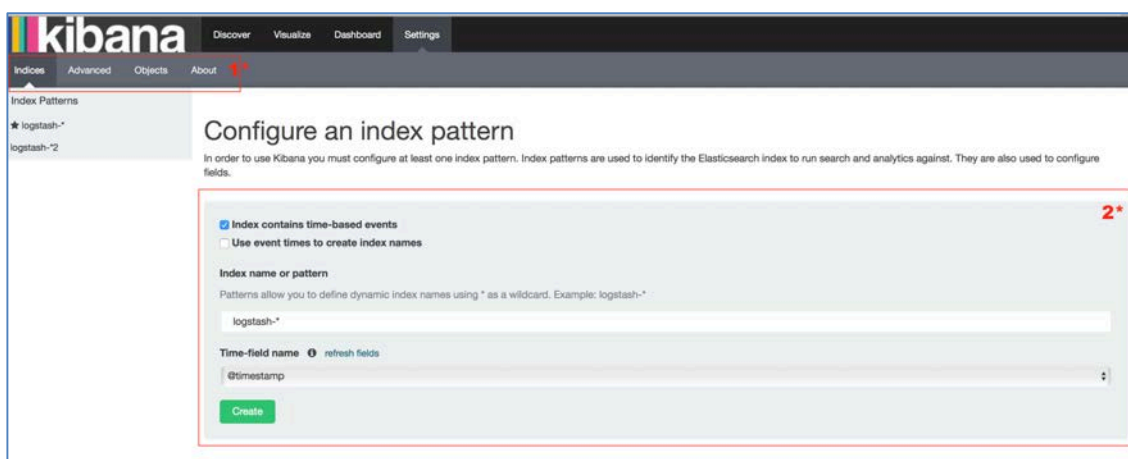 kibana Discover Visualize Dashboard Settings
Indices Advanced Objects About 1*
Index Patterns
★ logstash-*
logstash-*2
Configure an index pattern
In order to use Kibana you must configure at least one index pattern. Index patterns are used to identify the Elasticsearch index to run search and analytics against. They are also used to configure
fields.
2*
Index contains time-based events
Use event times to create index names
Index name or pattern
Patterns allow you to define dynamic index names using * as a wildcard. Example: logstash-*
logstash-*
Time-field name refresh fields
@timestamp
Create